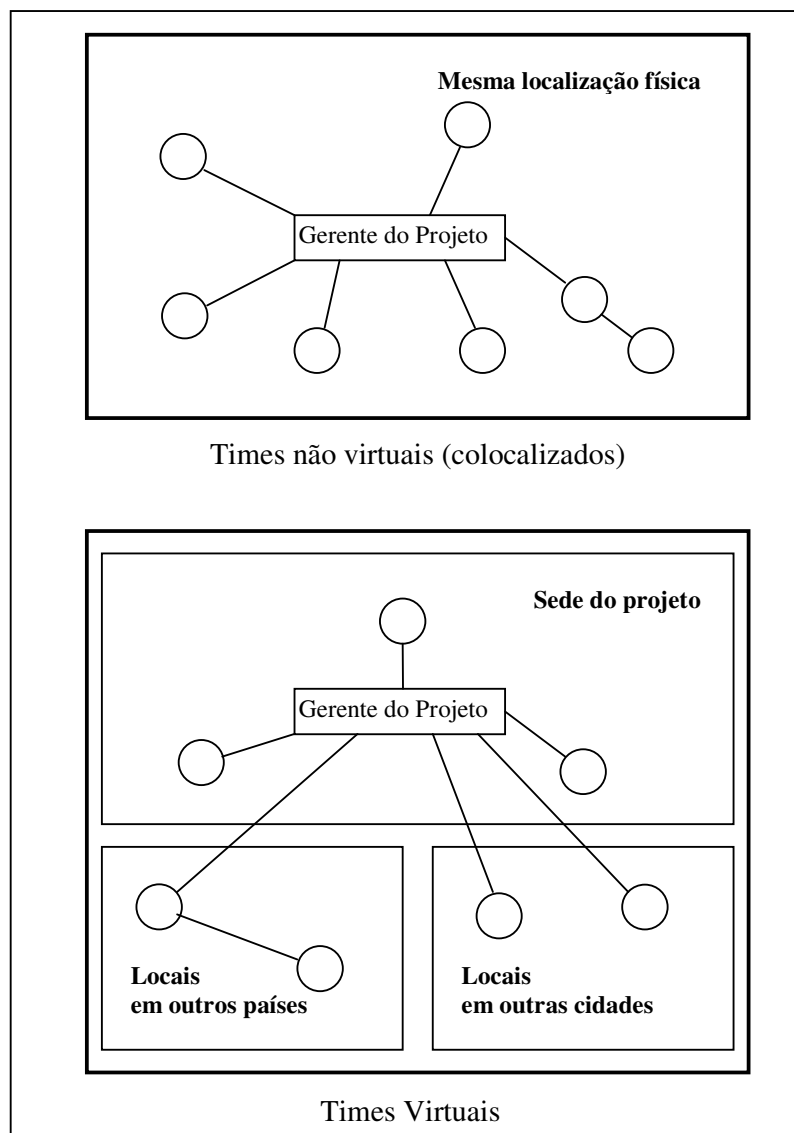 Mesma localização física
Gerente do Projeto
Times não virtuais (colocalizados)
Sede do projeto
Gerente do Projeto
Locais
em outros países
Locais
em outras cidades
Times Virtuais